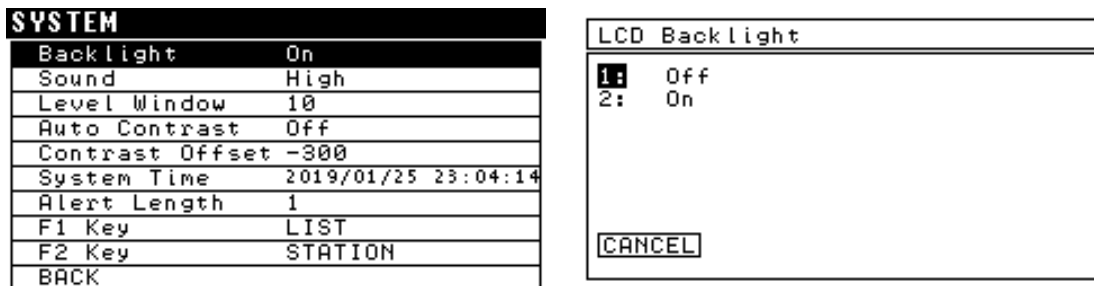 SYSTEM
Backlight On
Sound High
Level Window 10
Auto Contrast Off
Contrast Offset -300
System Time 2019/01/25 23:04:14
Alert Length 1
F1 Key LIST
F2 Key STATION
BACK
LCD Backlight
1: Off
2: On
CANCEL